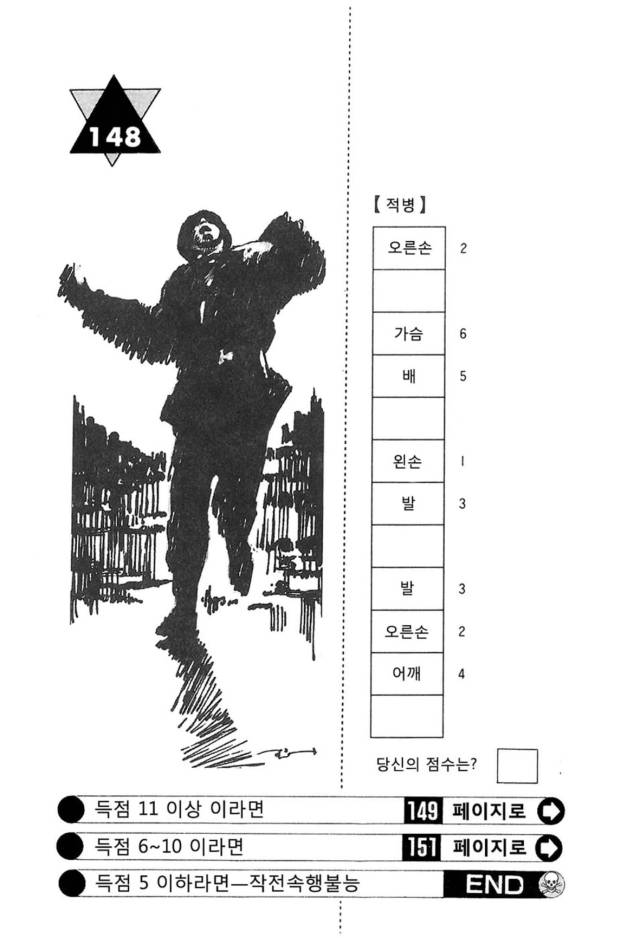 148
【적병】
오른손 2
가슴 6
배 5
왼손 1
발 3
발 3
오른손 2
어깨 4
당신의 점수는?
득점 11 이상 이라면 149 페이지로
득점 6~10 이라면 151 페이지로
득점 5 이하라면—작전속행불능 END